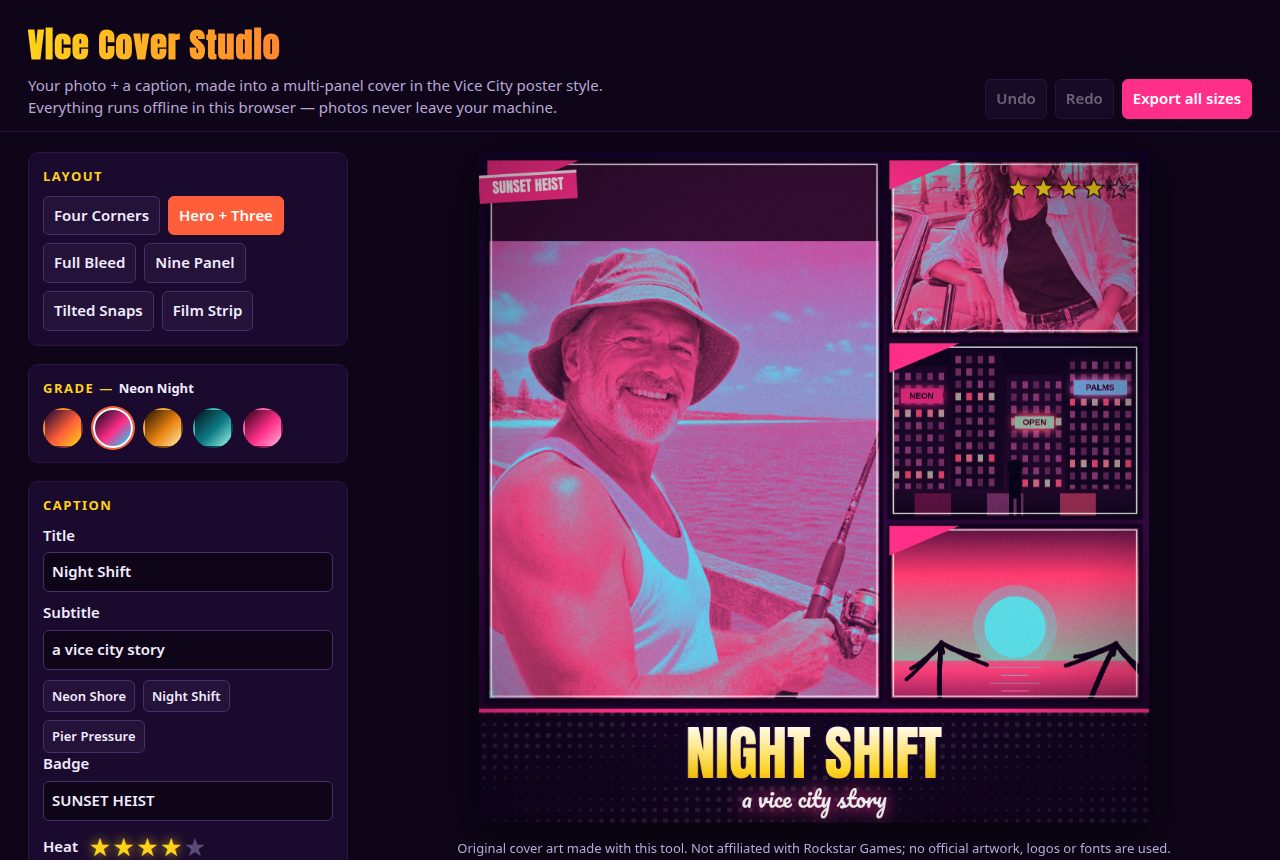 Vice Cover Studio
Your photo + a caption, made into a multi-panel cover in the Vice City poster style.
Everything runs offline in this browser — photos never leave your machine.
Undo
Redo
Export all sizes
LAYOUT
Four Corners
Hero + Three
Full Bleed
Nine Panel
Tilted Snaps
Film Strip
GRADE — Neon Night
CAPTION
Title
Night Shift
Subtitle
a vice city story
Neon Shore
Night Shift
Pier Pressure
Badge
SUNSET HEIST
Heat
SUNSET HEIST
NEON
OPEN
PALMS
NIGHT SHIFT
a vice city story
Original cover art made with this tool. Not affiliated with Rockstar Games; no official artwork, logos or fonts are used.